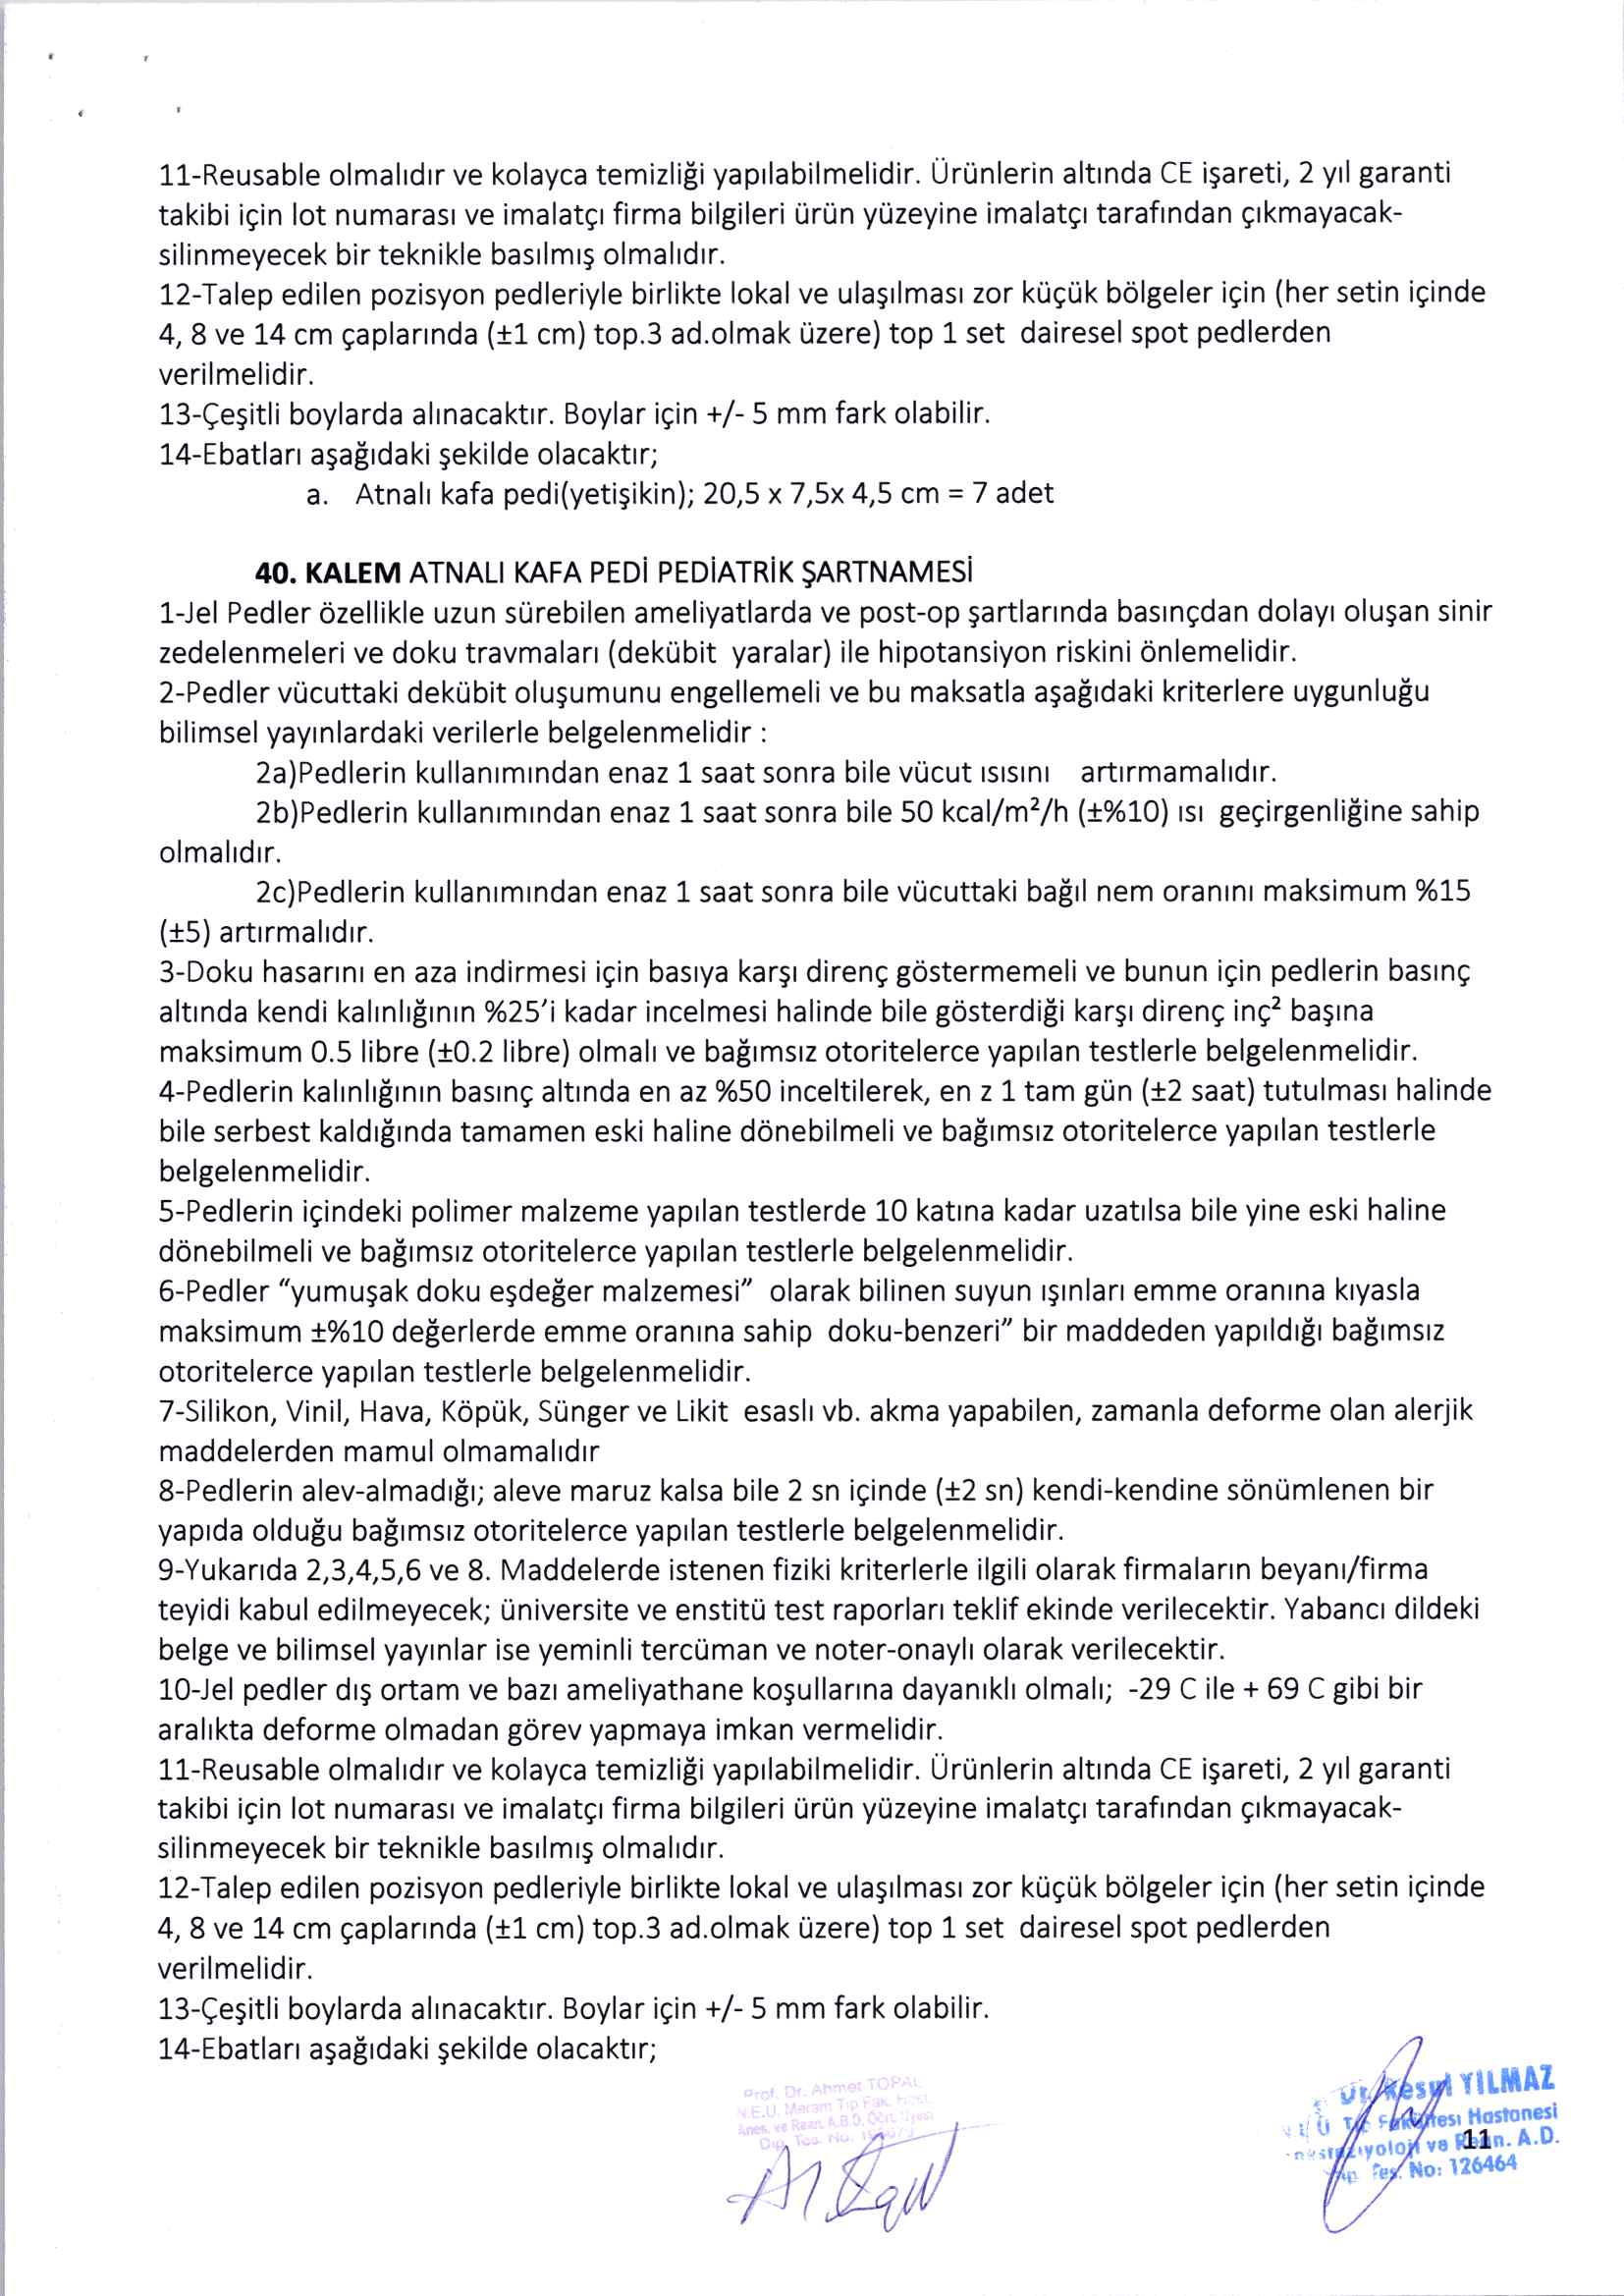 11-Reusable olmalıdır ve kolayca temizliği yapılabilmelidir. Ürünlerin altında CE işareti, 2 yıl garanti
takibi için lot numarası ve imalatçı firma bilgileri ürün yüzeyine imalatçı tarafından çıkmayacak-
silinmeyecek bir teknikle basılmış olmalıdır.
12-Talep edilen pozisyon pedleriyle birlikte lokal ve ulaşılması zor küçük bölgeler için (her setin içinde
4, 8 ve 14 cm çaplarında (±1 cm) top.3 ad.olmak üzere) top 1 set dairesel spot pedlerden
verilmelidir.
13-Çeşitli boylarda alınacaktır. Boylar için +/- 5 mm fark olabilir.
14-Ebatları aşağıdaki şekilde olacaktır;
a. Atnalı kafa pedi(yetişikin); 20,5 x 7,5x 4,5 cm = 7 adet
40. KALEM ATNALI KAFA PEDİ PEDİATRİK ŞARTNAMESİ
1-Jel Pedler özellikle uzun sürebilen ameliyatlarda ve post-op şartlarında basınçdan dolayı oluşan sinir
zedelenmeleri ve doku travmaları (dekübit yaralar) ile hipotansiyon riskini önlemelidir.
2-Pedler vücuttaki dekübit oluşumunu engellemeli ve bu maksatla aşağıdaki kriterlere uygunluğu
bilimsel yayınlardaki verilerle belgelenmelidir :
2a)Pedlerin kullanımından enaz 1 saat sonra bile vücut ısısını artırmamalıdır.
2b)Pedlerin kullanımından enaz 1 saat sonra bile 50 kcal/m²/h (±%10) ısı geçirgenliğine sahip
olmalıdır.
2c)Pedlerin kullanımından enaz 1 saat sonra bile vücuttaki bağıl nem oranını maksimum %15
(±5) artırmalıdır.
3-Doku hasarını en aza indirmesi için basıya karşı direnç göstermemeli ve bunun için pedlerin basınç
altında kendi kalınlığının %25’i kadar incelmesi halinde bile gösterdiği karşı direnç inç² başına
maksimum 0.5 libre (±0.2 libre) olmalı ve bağımsız otoritelerce yapılan testlerle belgelenmelidir.
4-Pedlerin kalınlığının basınç altında en az %50 inceltilerek, en z 1 tam gün (±2 saat) tutulması halinde
bile serbest kaldığında tamamen eski haline dönebilmeli ve bağımsız otoritelerce yapılan testlerle
belgelenmelidir.
5-Pedlerin içindeki polimer malzeme yapılan testlerde 10 katına kadar uzatılsa bile yine eski haline
dönebilmeli ve bağımsız otoritelerce yapılan testlerle belgelenmelidir.
6-Pedler “yumuşak doku eşdeğer malzemesi” olarak bilinen suyun ışınları emme oranına kıyasla
maksimum ±%10 değerlerde emme oranına sahip doku-benzeri” bir maddeden yapıldığı bağımsız
otoritelerce yapılan testlerle belgelenmelidir.
7-Silikon, Vinil, Hava, Köpük, Sünger ve Likit esaslı vb. akma yapabilen, zamanla deforme olan alerjik
maddelerden mamul olmamalıdır
8-Pedlerin alev-almadığı; aleve maruz kalsa bile 2 sn içinde (±2 sn) kendi-kendine sönümlenen bir
yapıda olduğu bağımsız otoritelerce yapılan testlerle belgelenmelidir.
9-Yukarıda 2,3,4,5,6 ve 8. Maddelerde istenen fiziki kriterlerle ilgili olarak firmaların beyanı/firma
teyidi kabul edilmeyecek; üniversite ve enstitü test raporları teklif ekinde verilecektir. Yabancı dildeki
belge ve bilimsel yayınlar ise yeminli tercüman ve noter-onaylı olarak verilecektir.
10-Jel pedler dış ortam ve bazı ameliyathane koşullarına dayanıklı olmalı; -29 C ile + 69 C gibi bir
aralıkta deforme olmadan görev yapmaya imkan vermelidir.
11-Reusable olmalıdır ve kolayca temizliği yapılabilmelidir. Ürünlerin altında CE işareti, 2 yıl garanti
takibi için lot numarası ve imalatçı firma bilgileri ürün yüzeyine imalatçı tarafından çıkmayacak-
silinmeyecek bir teknikle basılmış olmalıdır.
12-Talep edilen pozisyon pedleriyle birlikte lokal ve ulaşılması zor küçük bölgeler için (her setin içinde
4, 8 ve 14 cm çaplarında (±1 cm) top.3 ad.olmak üzere) top 1 set dairesel spot pedlerden
verilmelidir.
13-Çeşitli boylarda alınacaktır. Boylar için +/- 5 mm fark olabilir.
14-Ebatları aşağıdaki şekilde olacaktır;
Prof. Dr. Ahmet TOPAL
N.E.U. Meram Tıp Fak. Hast.
Anes. ve Rean. A.B.D. Öğrt. Üyesi
Dip. Tes. No:
Dr. Resul YILMAZ
Tıp Fakültesi Hastanesi
ve Rean. A.D.
Tes. No: 126464
11